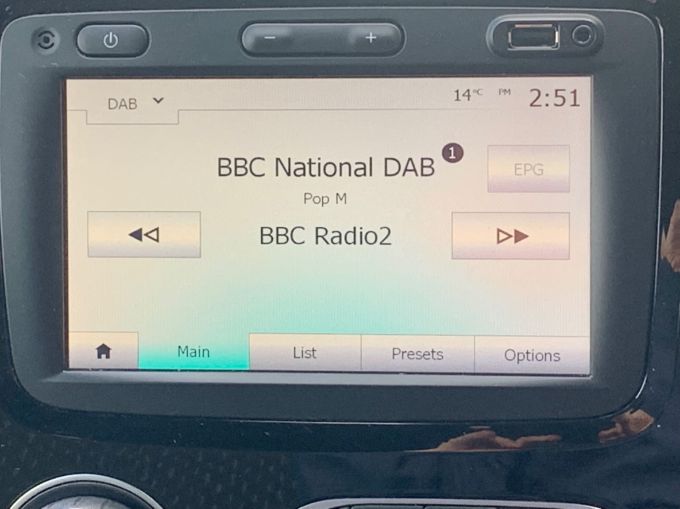 − +
DAB 14°C PM 2:51
BBC National DAB 1
EPG
Pop M
BBC Radio2
Main List Presets Options